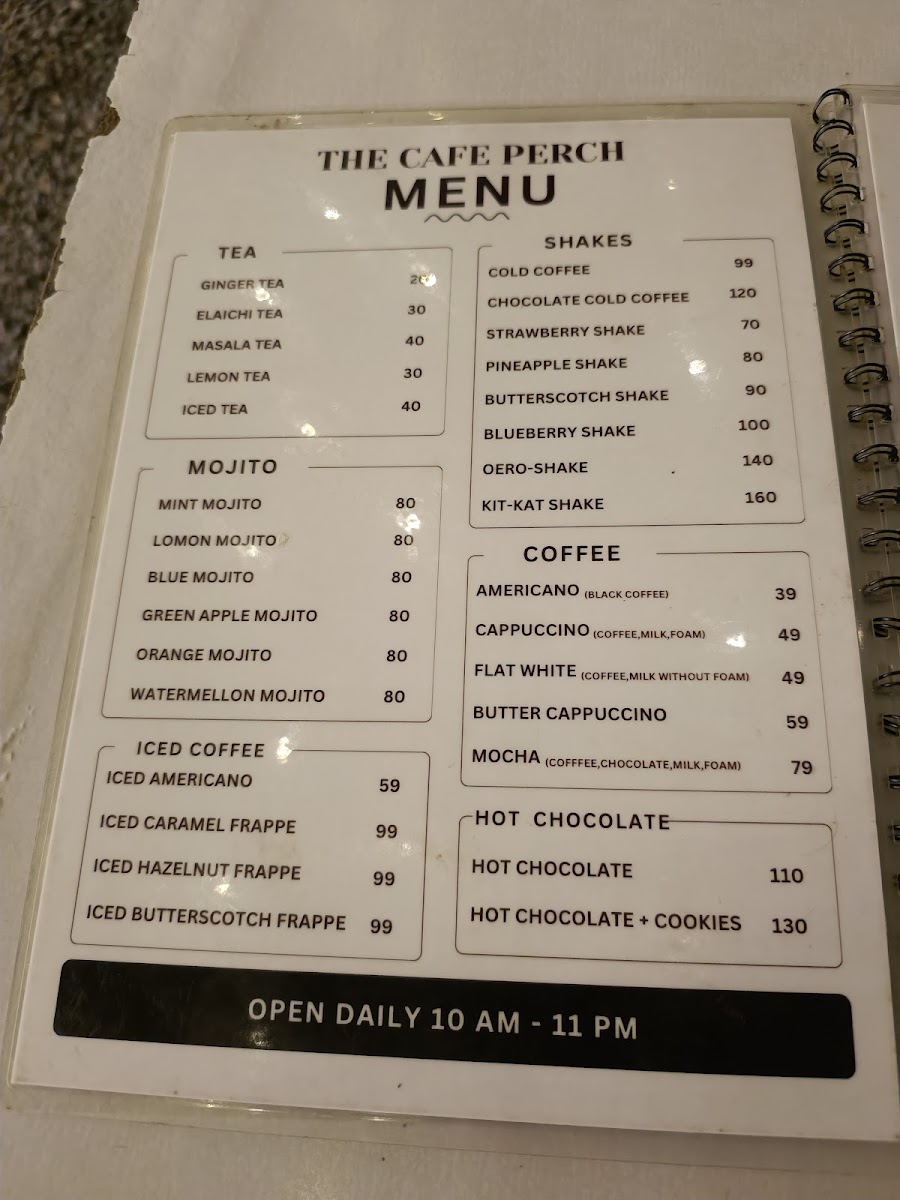 THE CAFE PERCH
MENU
TEA
GINGER TEA
ELAICHI TEA 30
MASALA TEA 40
LEMON TEA 30
ICED TEA 40
MOJITO
MINT MOJITO 80
LOMON MOJITO 80
BLUE MOJITO 80
GREEN APPLE MOJITO 80
ORANGE MOJITO 80
WATERMELLON MOJITO 80
ICED COFFEE
ICED AMERICANO 59
ICED CARAMEL FRAPPE 99
ICED HAZELNUT FRAPPE 99
ICED BUTTERSCOTCH FRAPPE 99
SHAKES
COLD COFFEE 99
CHOCOLATE COLD COFFEE 120
STRAWBERRY SHAKE 70
PINEAPPLE SHAKE 80
BUTTERSCOTCH SHAKE 90
BLUEBERRY SHAKE 100
OERO-SHAKE 140
KIT-KAT SHAKE 160
COFFEE
AMERICANO (BLACK COFFEE) 39
CAPPUCCINO (COFFEE,MILK,FOAM) 49
FLAT WHITE (COFFEE,MILK WITHOUT FOAM) 49
BUTTER CAPPUCCINO 59
MOCHA (COFFFEE,CHOCOLATE,MILK,FOAM) 79
HOT CHOCOLATE
HOT CHOCOLATE 110
HOT CHOCOLATE + COOKIES 130
OPEN DAILY 10 AM - 11 PM